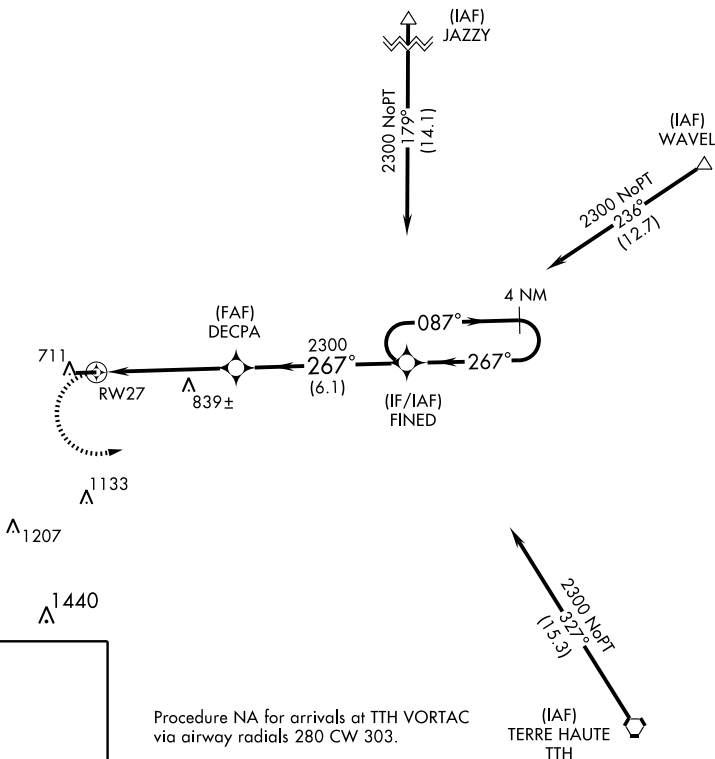 (IAF)
JAZZY
2300 NoPT
179°
(14.1)
(IAF)
WAVEL
2300 NoPT
236°
(12.7)
4 NM
087°
(FAF)
DECPA
2300
267°
(6.1)
267°
(IF/IAF)
FINED
711
RW27
839±
1133
1207
1440
2300 NoPT
327°
(15.3)
Procedure NA for arrivals at TTH VORTAC
via airway radials 280 CW 303.
(IAF)
TERRE HAUTE
TTH